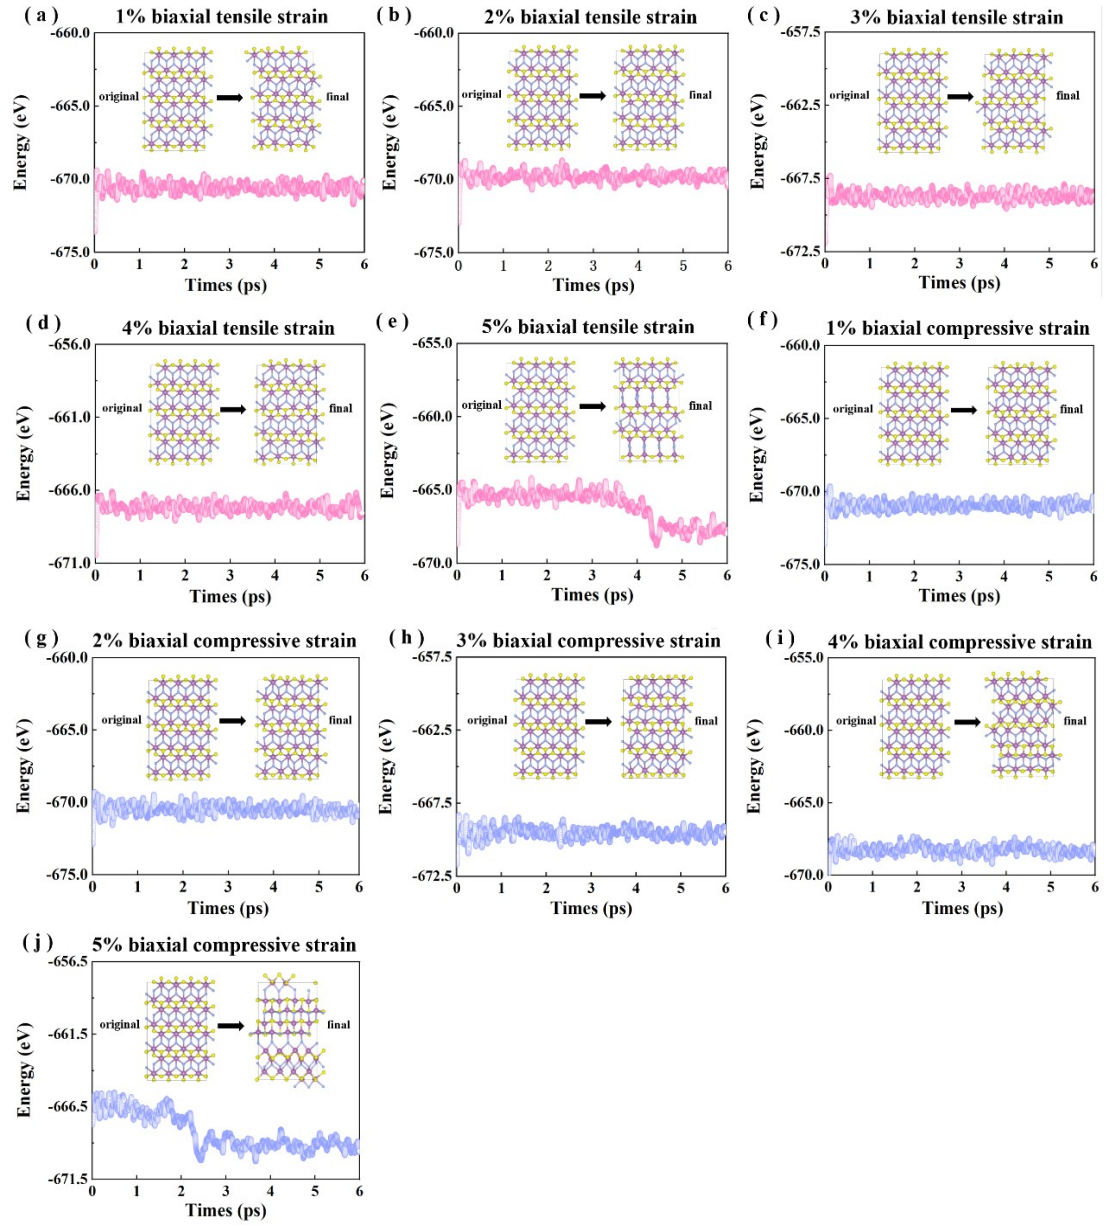 ( a )
1% biaxial tensile strain
-660.0
-665.0
-670.0
-675.0
Energy (eV)
original
final
0 1 2 3 4 5 6
Times (ps)
( b )
2% biaxial tensile strain
-660.0
-665.0
-670.0
-675.0
Energy (eV)
original
final
0 1 2 3 4 5 6
Times (ps)
( c )
3% biaxial tensile strain
-657.5
-662.5
-667.5
-672.5
Energy (eV)
original
final
0 1 2 3 4 5 6
Times (ps)
( d )
4% biaxial tensile strain
-656.0
-661.0
-666.0
-671.0
Energy (eV)
original
final
0 1 2 3 4 5 6
Times (ps)
( e )
5% biaxial tensile strain
-655.0
-660.0
-665.0
-670.0
Energy (eV)
original
final
0 1 2 3 4 5 6
Times (ps)
( f )
1% biaxial compressive strain
-660.0
-665.0
-670.0
-675.0
Energy (eV)
original
final
0 1 2 3 4 5 6
Times (ps)
( g )
2% biaxial compressive strain
-660.0
-665.0
-670.0
-675.0
Energy (eV)
original
final
0 1 2 3 4 5 6
Times (ps)
( h )
3% biaxial compressive strain
-657.5
-662.5
-667.5
-672.5
Energy (eV)
original
final
0 1 2 3 4 5 6
Times (ps)
( i )
4% biaxial compressive strain
-655.0
-660.0
-665.0
-670.0
Energy (eV)
original
final
0 1 2 3 4 5 6
Times (ps)
( j )
5% biaxial compressive strain
-656.5
-661.5
-666.5
-671.5
Energy (eV)
original
final
0 1 2 3 4 5 6
Times (ps)